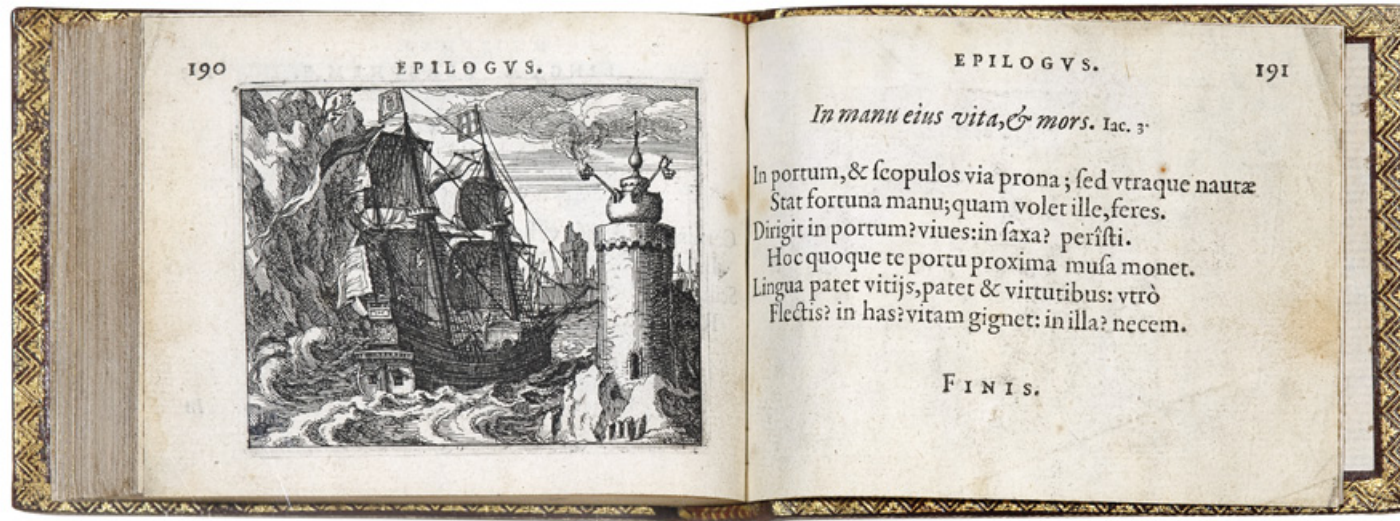 190 EPILOGVS.
EPILOGVS. 191
In manu eius vita, & mors. Iac. 3.
In portum, & ſcopulos via prona; ſed vtraque nautæ
Stat fortuna manu; quam volet ille, feres.
Dirigit in portum? viues: in ſaxa? perîſti.
Hoc quoque te portu proxima muſa monet.
Lingua patet vitijs, patet & virtutibus: vtrò
Flectis? in has? vitam gignet: in illa? necem.
FINIS.